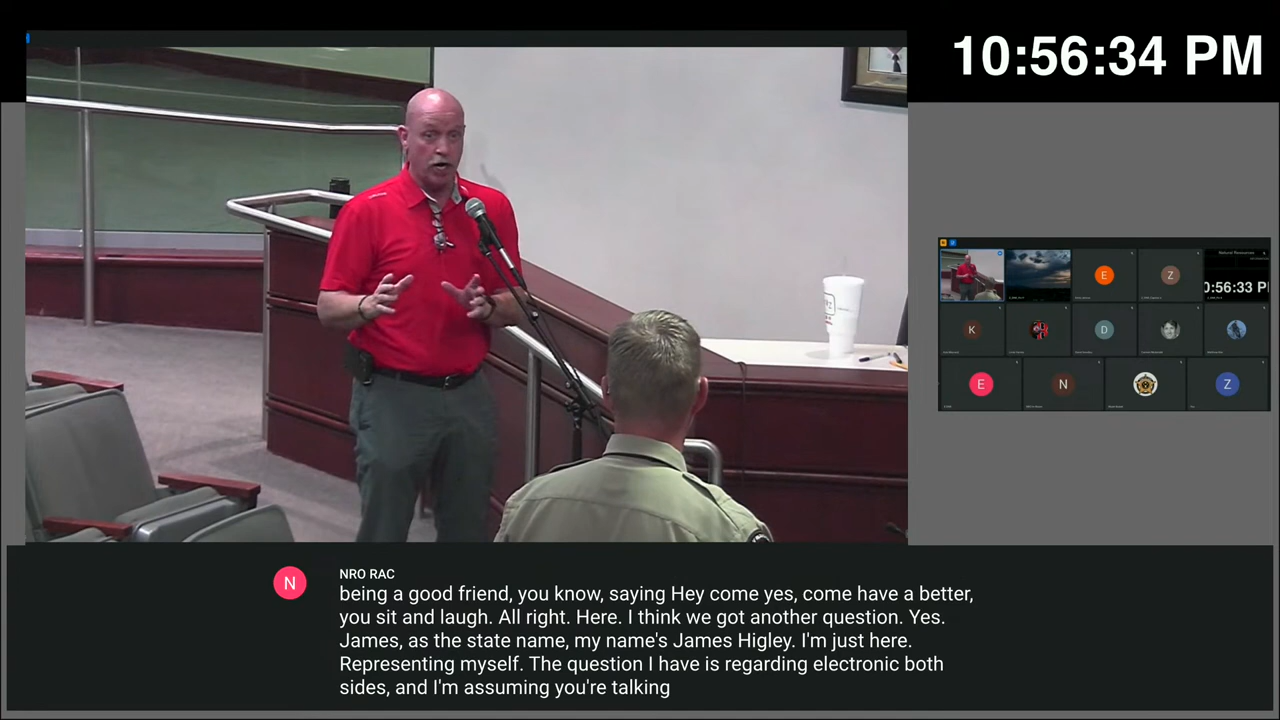 10:56:34 PM
Natural Resources
0:56:33 P
E
Z
K
D
E
N
Z
N
NRO RAC
being a good friend, you know, saying Hey come yes, come have a better,
you sit and laugh. All right. Here. I think we got another question. Yes.
James, as the state name, my name's James Higley. I'm just here.
Representing myself. The question I have is regarding electronic both
sides, and I'm assuming you're talking